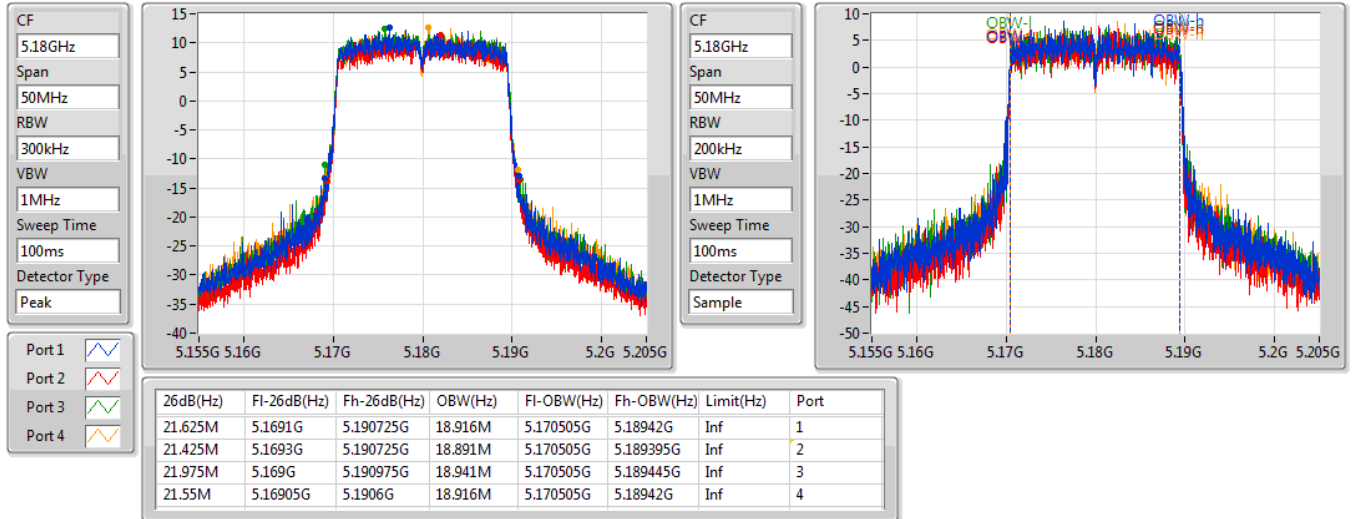 CF
5.18GHz
Span
50MHz
RBW
300kHz
VBW
1MHz
Sweep Time
100ms
Detector Type
Peak
15
10
5
0
-5
-10
-15
-20
-25
-30
-35
-40
5.155G 5.16G 5.17G 5.18G 5.19G 5.2G 5.205G
CF
5.18GHz
Span
50MHz
RBW
200kHz
VBW
1MHz
Sweep Time
100ms
Detector Type
Sample
10
5
0
-5
-10
-15
-20
-25
-30
-35
-40
-45
-50
OBW-l
OBW-h
5.155G 5.16G 5.17G 5.18G 5.19G 5.2G 5.205G
Port 1
Port 2
Port 3
Port 4
26dB(Hz) Fl-26dB(Hz) Fh-26dB(Hz) OBW(Hz) Fl-OBW(Hz) Fh-OBW(Hz) Limit(Hz) Port
21.625M 5.1691G 5.190725G 18.916M 5.170505G 5.18942G Inf 1
21.425M 5.1693G 5.190725G 18.891M 5.170505G 5.189395G Inf 2
21.975M 5.169G 5.190975G 18.941M 5.170505G 5.189445G Inf 3
21.55M 5.16905G 5.1906G 18.916M 5.170505G 5.18942G Inf 4